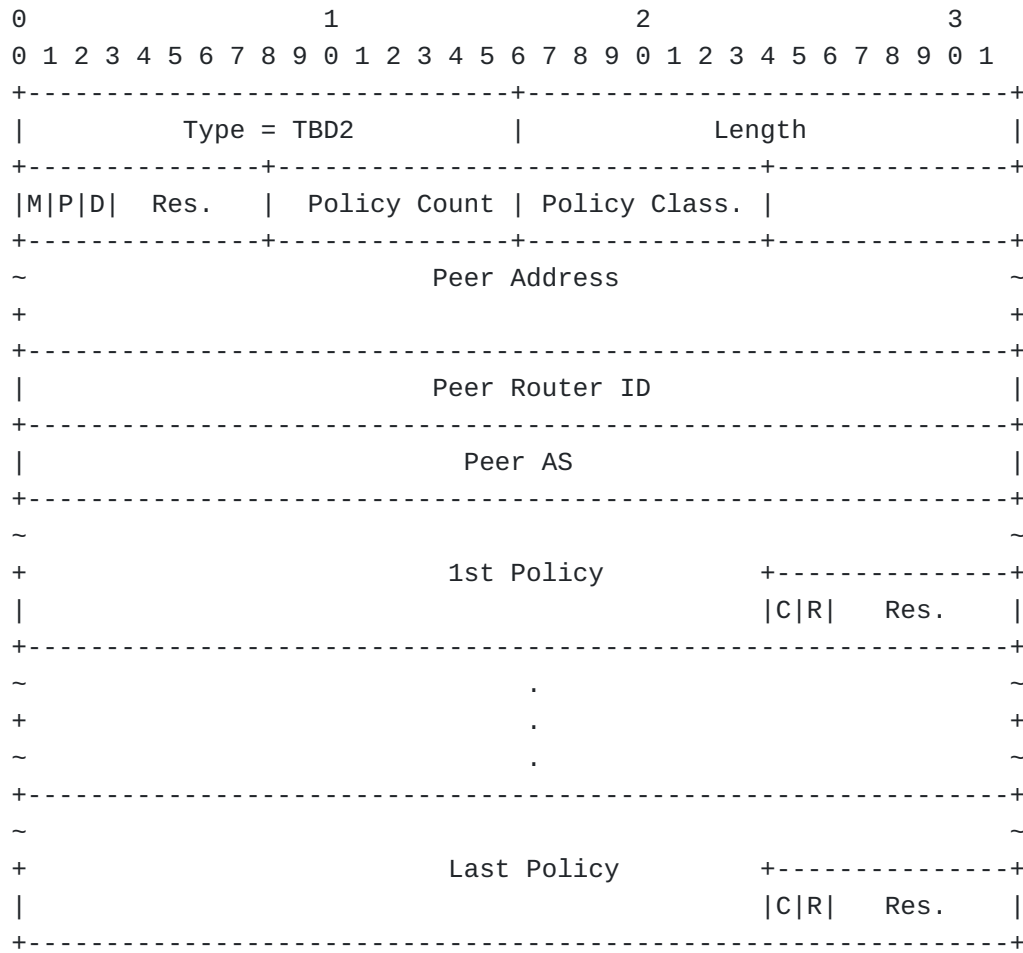 0                   1                   2                   3
0 1 2 3 4 5 6 7 8 9 0 1 2 3 4 5 6 7 8 9 0 1 2 3 4 5 6 7 8 9 0 1
+-------------------------------+-------------------------------+
|          Type = TBD2          |            Length             |
+---------------+-------------------------------+---------------+
|M|P|D|  Res.   |  Policy Count | Policy Class. |
+---------------+---------------+---------------+---------------+
~                          Peer Address                         ~
+                                                               +
+---------------------------------------------------------------+
|                          Peer Router ID                       |
+---------------------------------------------------------------+
|                            Peer AS                            |
+---------------------------------------------------------------+
~                                                               ~
+                           1st Policy          +---------------+
|                                               |C|R|   Res.    |
+---------------------------------------------------------------+
~                                .                              ~
+                                .                              +
~                                .                              ~
+---------------------------------------------------------------+
~                                                               ~
+                           Last Policy         +---------------+
|                                               |C|R|   Res.    |
+---------------------------------------------------------------+